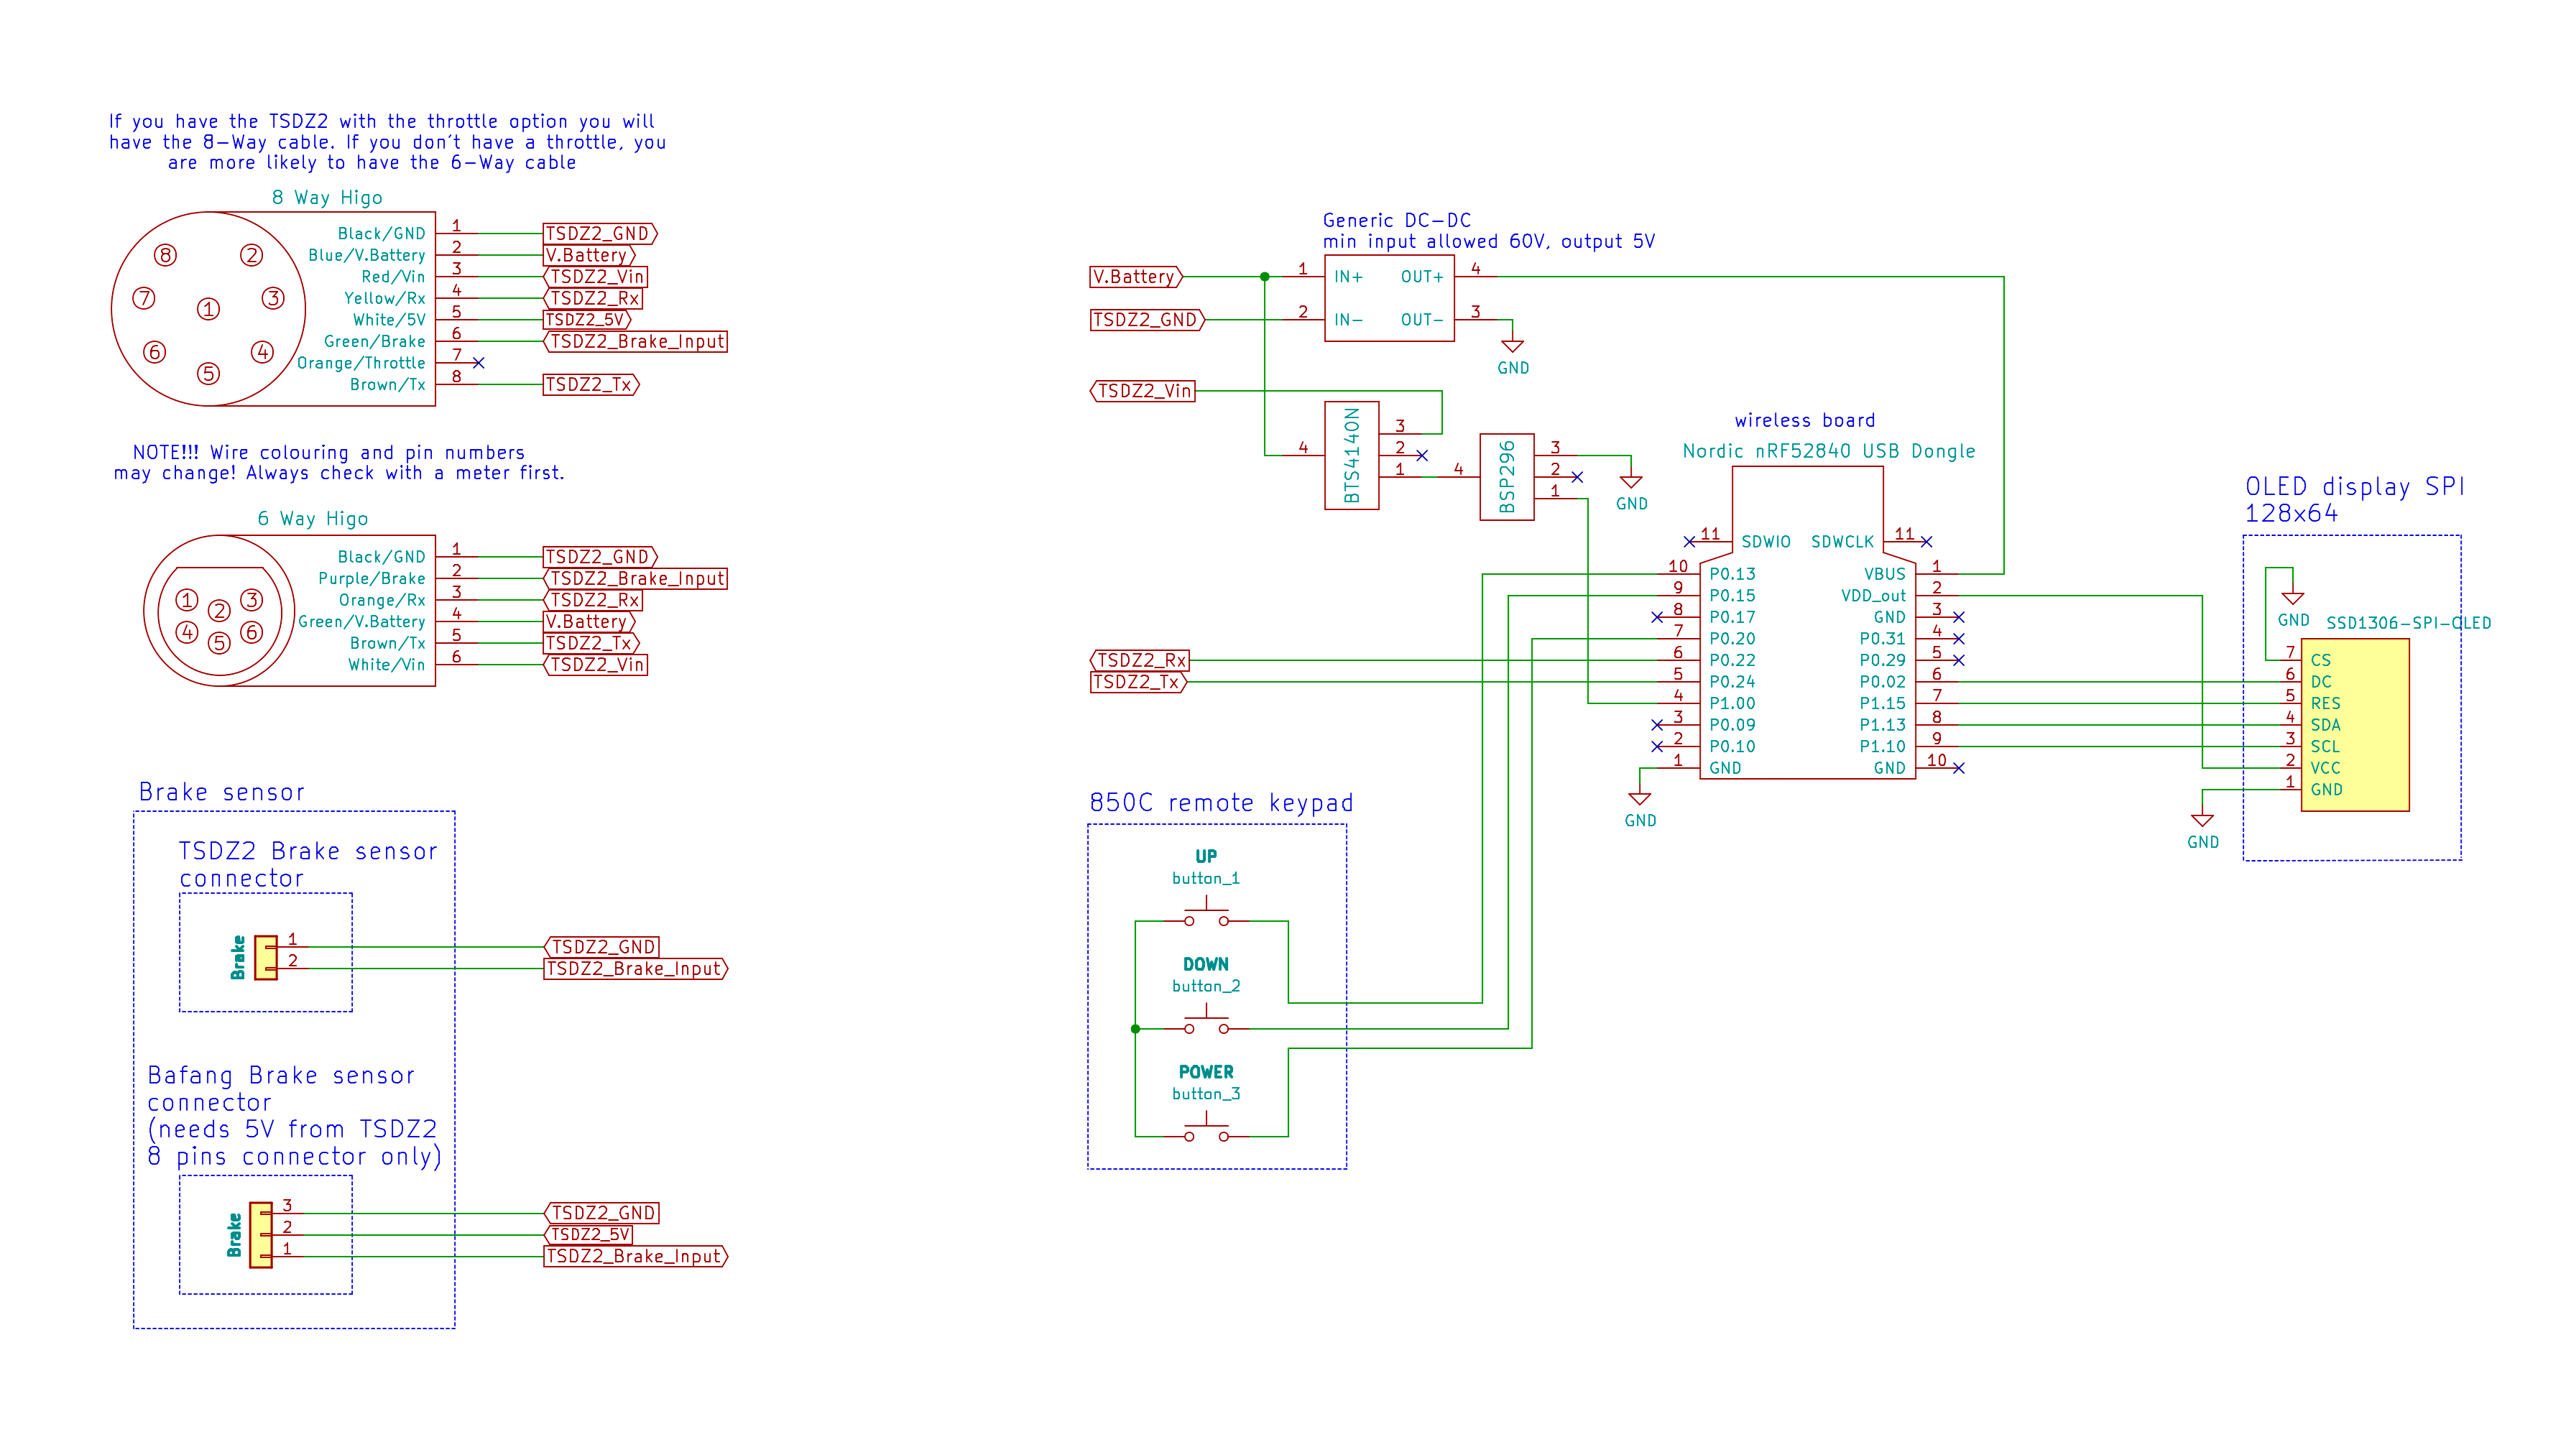 If you have the TSDZ2 with the throttle option you will
have the 8-Way cable. If you don't have a throttle, you
are more likely to have the 6-Way cable
8 Way Higo
8
2
7
3
1
6
4
5
Black/GND 1 TSDZ2_GND
Blue/V.Battery 2 V.Battery
Red/Vin 3 TSDZ2_Vin
Yellow/Rx 4 TSDZ2_Rx
White/5V 5 TSDZ2_5V
Green/Brake 6 TSDZ2_Brake_Input
Orange/Throttle 7
Brown/Tx 8 TSDZ2_Tx
NOTE!!! Wire colouring and pin numbers
may change! Always check with a meter first.
6 Way Higo
1
2
3
4
5
6
Black/GND 1 TSDZ2_GND
Purple/Brake 2 TSDZ2_Brake_Input
Orange/Rx 3 TSDZ2_Rx
Green/V.Battery 4 V.Battery
Brown/Tx 5 TSDZ2_Tx
White/Vin 6 TSDZ2_Vin
Brake sensor
TSDZ2 Brake sensor
connector
Brake
1 TSDZ2_GND
2 TSDZ2_Brake_Input
Bafang Brake sensor
connector
(needs 5V from TSDZ2
8 pins connector only)
Brake
3 TSDZ2_GND
2 TSDZ2_5V
1 TSDZ2_Brake_Input
Generic DC-DC
min input allowed 60V, output 5V
V.Battery 1 IN+ OUT+ 4
TSDZ2_GND 2 IN- OUT- 3
GND
TSDZ2_Vin
BTS4140N
4
3
2
1
BSP296
4
3
2
1
GND
wireless board
Nordic nRF52840 USB Dongle
11 SDWIO SDWCLK 11
10 P0.13 VBUS 1
9 P0.15 VDD_out 2
8 P0.17 GND 3
7 P0.20 P0.31 4
TSDZ2_Rx 6 P0.22 P0.29 5
TSDZ2_Tx 5 P0.24 P0.02 6
4 P1.00 P1.15 7
3 P0.09 P1.13 8
2 P0.10 P1.10 9
1 GND GND 10
GND
850C remote keypad
UP
button_1
DOWN
button_2
POWER
button_3
OLED display SPI
128x64
GND
SSD1306-SPI-OLED
7 CS
6 DC
5 RES
4 SDA
3 SCL
2 VCC
1 GND
GND